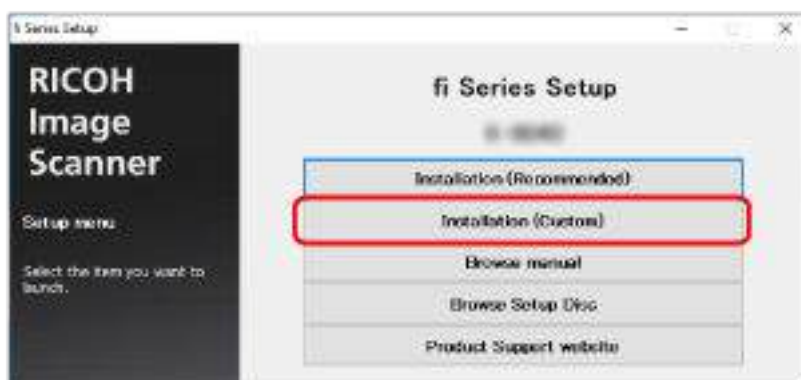 fi Series Setup
RICOH
Image
Scanner
Setup menu
Select the item you want to
launch.
fi Series Setup
Installation (Recommended)
Installation (Custom)
Browse manual
Browse Setup Disc
Product Support website